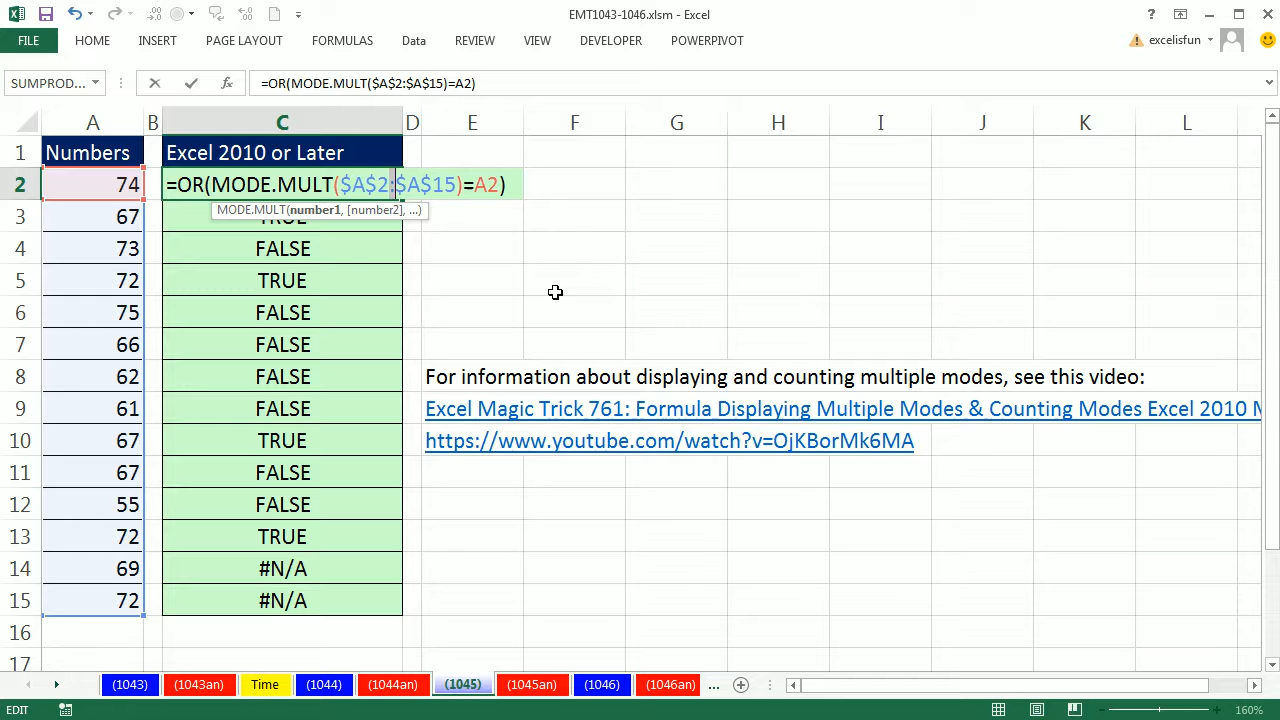 EMT1043-1046.xlsm - Excel
FILE HOME INSERT PAGE LAYOUT FORMULAS Data REVIEW VIEW DEVELOPER POWERPIVOT excelisfun
SUMPROD... =OR(MODE.MULT($A$2:$A$15)=A2)
A B C D E F G H I J K L
1 Numbers Excel 2010 or Later
2 74 =OR(MODE.MULT($A$2:$A$15)=A2)
MODE.MULT(number1, [number2], ...)
3 67 TRUE
4 73 FALSE
5 72 TRUE
6 75 FALSE
7 66 FALSE
8 62 FALSE For information about displaying and counting multiple modes, see this video:
9 61 FALSE Excel Magic Trick 761: Formula Displaying Multiple Modes & Counting Modes Excel 2010
10 67 TRUE https://www.youtube.com/watch?v=OjKBorMk6MA
11 67 FALSE
12 55 FALSE
13 72 TRUE
14 69 #N/A
15 72 #N/A
16
17
(1043) (1043an) Time (1044) (1044an) (1045) (1045an) (1046) (1046an) ...
EDIT 160%